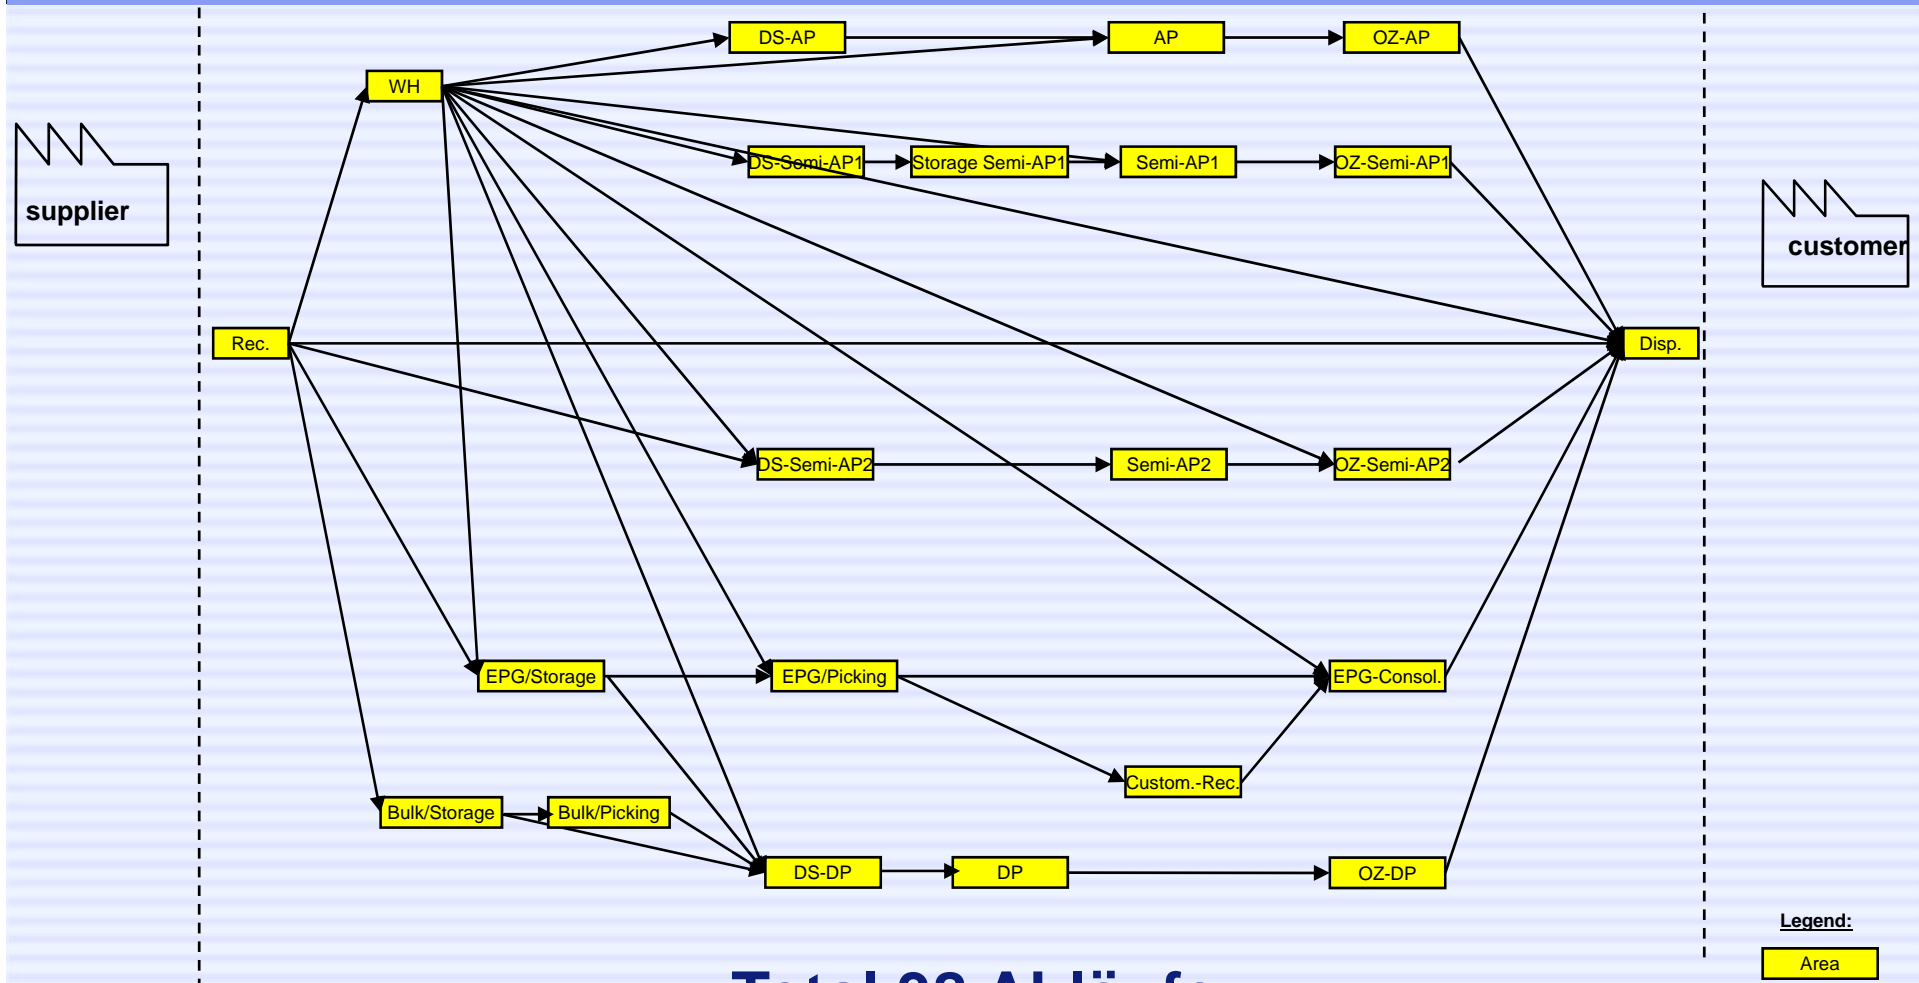 DS-AP
AP
OZ-AP
WH
DS-Semi-AP1
Storage Semi-AP1
Semi-AP1
OZ-Semi-AP1
supplier
customer
Rec.
Disp.
DS-Semi-AP2
Semi-AP2
OZ-Semi-AP2
EPG/Storage
EPG/Picking
EPG-Consol.
Custom.-Rec.
Bulk/Storage
Bulk/Picking
DS-DP
DP
OZ-DP
Legend:
Area
Total